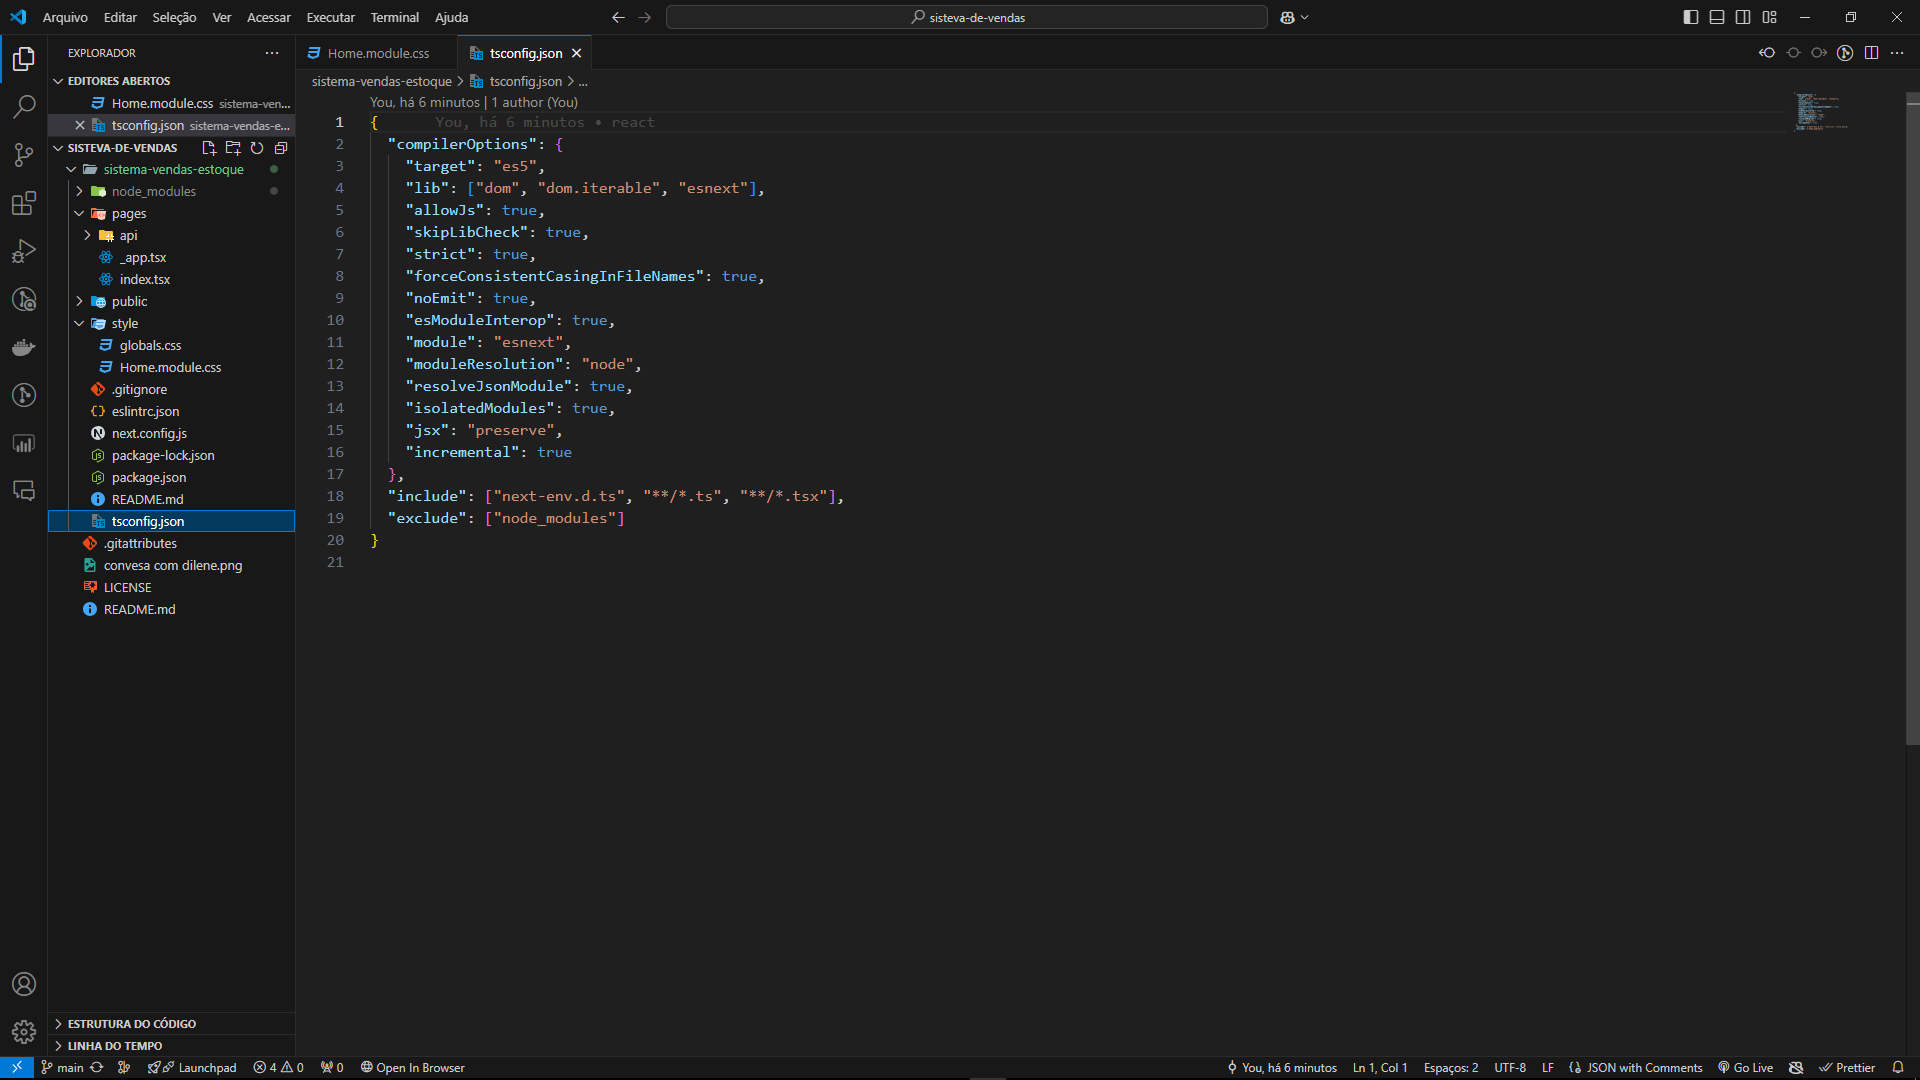 Arquivo Editar Seleção Ver Acessar Executar Terminal Ajuda
sisteva-de-vendas
EXPLORADOR
EDITORES ABERTOS
Home.module.css sistema-ven...
tsconfig.json sistema-vendas-e...
SISTEVA-DE-VENDAS
sistema-vendas-estoque
node_modules
pages
api
_app.tsx
index.tsx
public
style
globals.css
Home.module.css
.gitignore
eslintrc.json
next.config.js
package-lock.json
package.json
README.md
tsconfig.json
.gitattributes
convesa com dilene.png
LICENSE
README.md
ESTRUTURA DO CÓDIGO
LINHA DO TEMPO
Home.module.css
tsconfig.json
sistema-vendas-estoque > tsconfig.json > ...
You, há 6 minutos | 1 author (You)
1 { You, há 6 minutos • react
2 "compilerOptions": {
3 "target": "es5",
4 "lib": ["dom", "dom.iterable", "esnext"],
5 "allowJs": true,
6 "skipLibCheck": true,
7 "strict": true,
8 "forceConsistentCasingInFileNames": true,
9 "noEmit": true,
10 "esModuleInterop": true,
11 "module": "esnext",
12 "moduleResolution": "node",
13 "resolveJsonModule": true,
14 "isolatedModules": true,
15 "jsx": "preserve",
16 "incremental": true
17 },
18 "include": ["next-env.d.ts", "**/*.ts", "**/*.tsx"],
19 "exclude": ["node_modules"]
20 }
21
main Launchpad 4 0 0 Open In Browser You, há 6 minutos Ln 1, Col 1 Espaços: 2 UTF-8 LF {} JSON with Comments Go Live Prettier